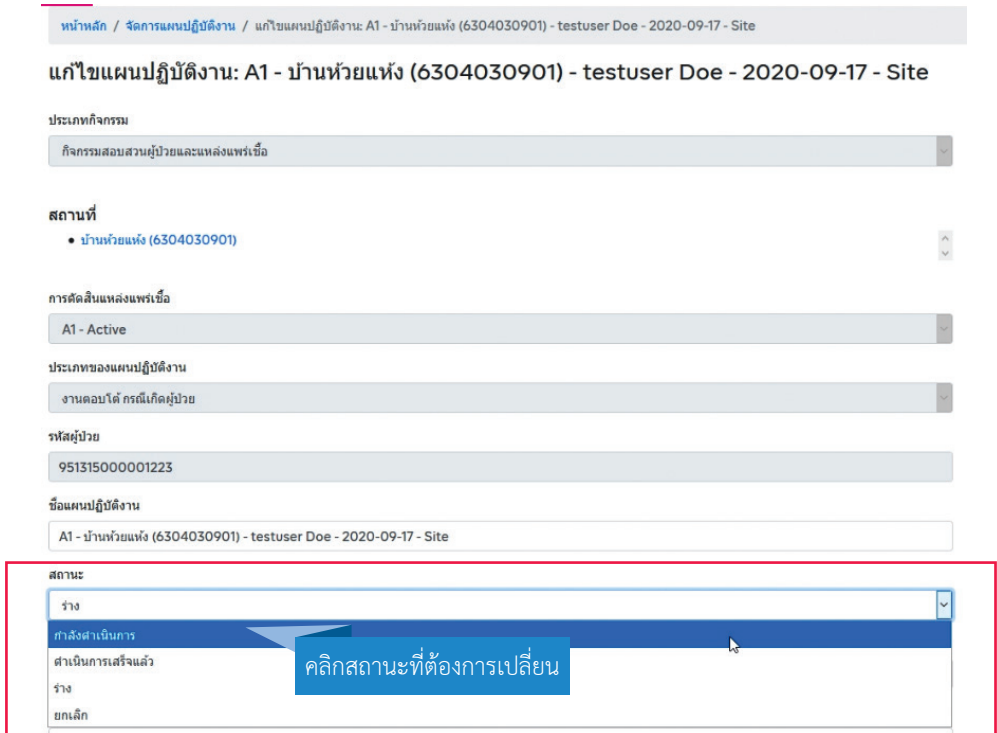 หน้าหลัก / จัดการแผนปฏิบัติงาน / แก้ไขแผนปฏิบัติงาน: A1 - บ้านห้วยแห้ง (6304030901) - testuser Doe - 2020-09-17 - Site
แก้ไขแผนปฏิบัติงาน: A1 - บ้านห้วยแห้ง (6304030901) - testuser Doe - 2020-09-17 - Site
ประเภทกิจกรรม
กิจกรรมสอบสวนผู้ป่วยและแหล่งแพร่เชื้อ
สถานที่
• บ้านห้วยแห้ง (6304030901)
การตัดสินแหล่งแพร่เชื้อ
A1 - Active
ประเภทของแผนปฏิบัติงาน
งานตอบโต้ กรณีเกิดผู้ป่วย
รหัสผู้ป่วย
951315000001223
ชื่อแผนปฏิบัติงาน
A1 - บ้านห้วยแห้ง (6304030901) - testuser Doe - 2020-09-17 - Site
สถานะ
ร่าง
กำลังดำเนินการ
ดำเนินการเสร็จแล้ว
คลิกสถานะที่ต้องการเปลี่ยน
ร่าง
ยกเลิก